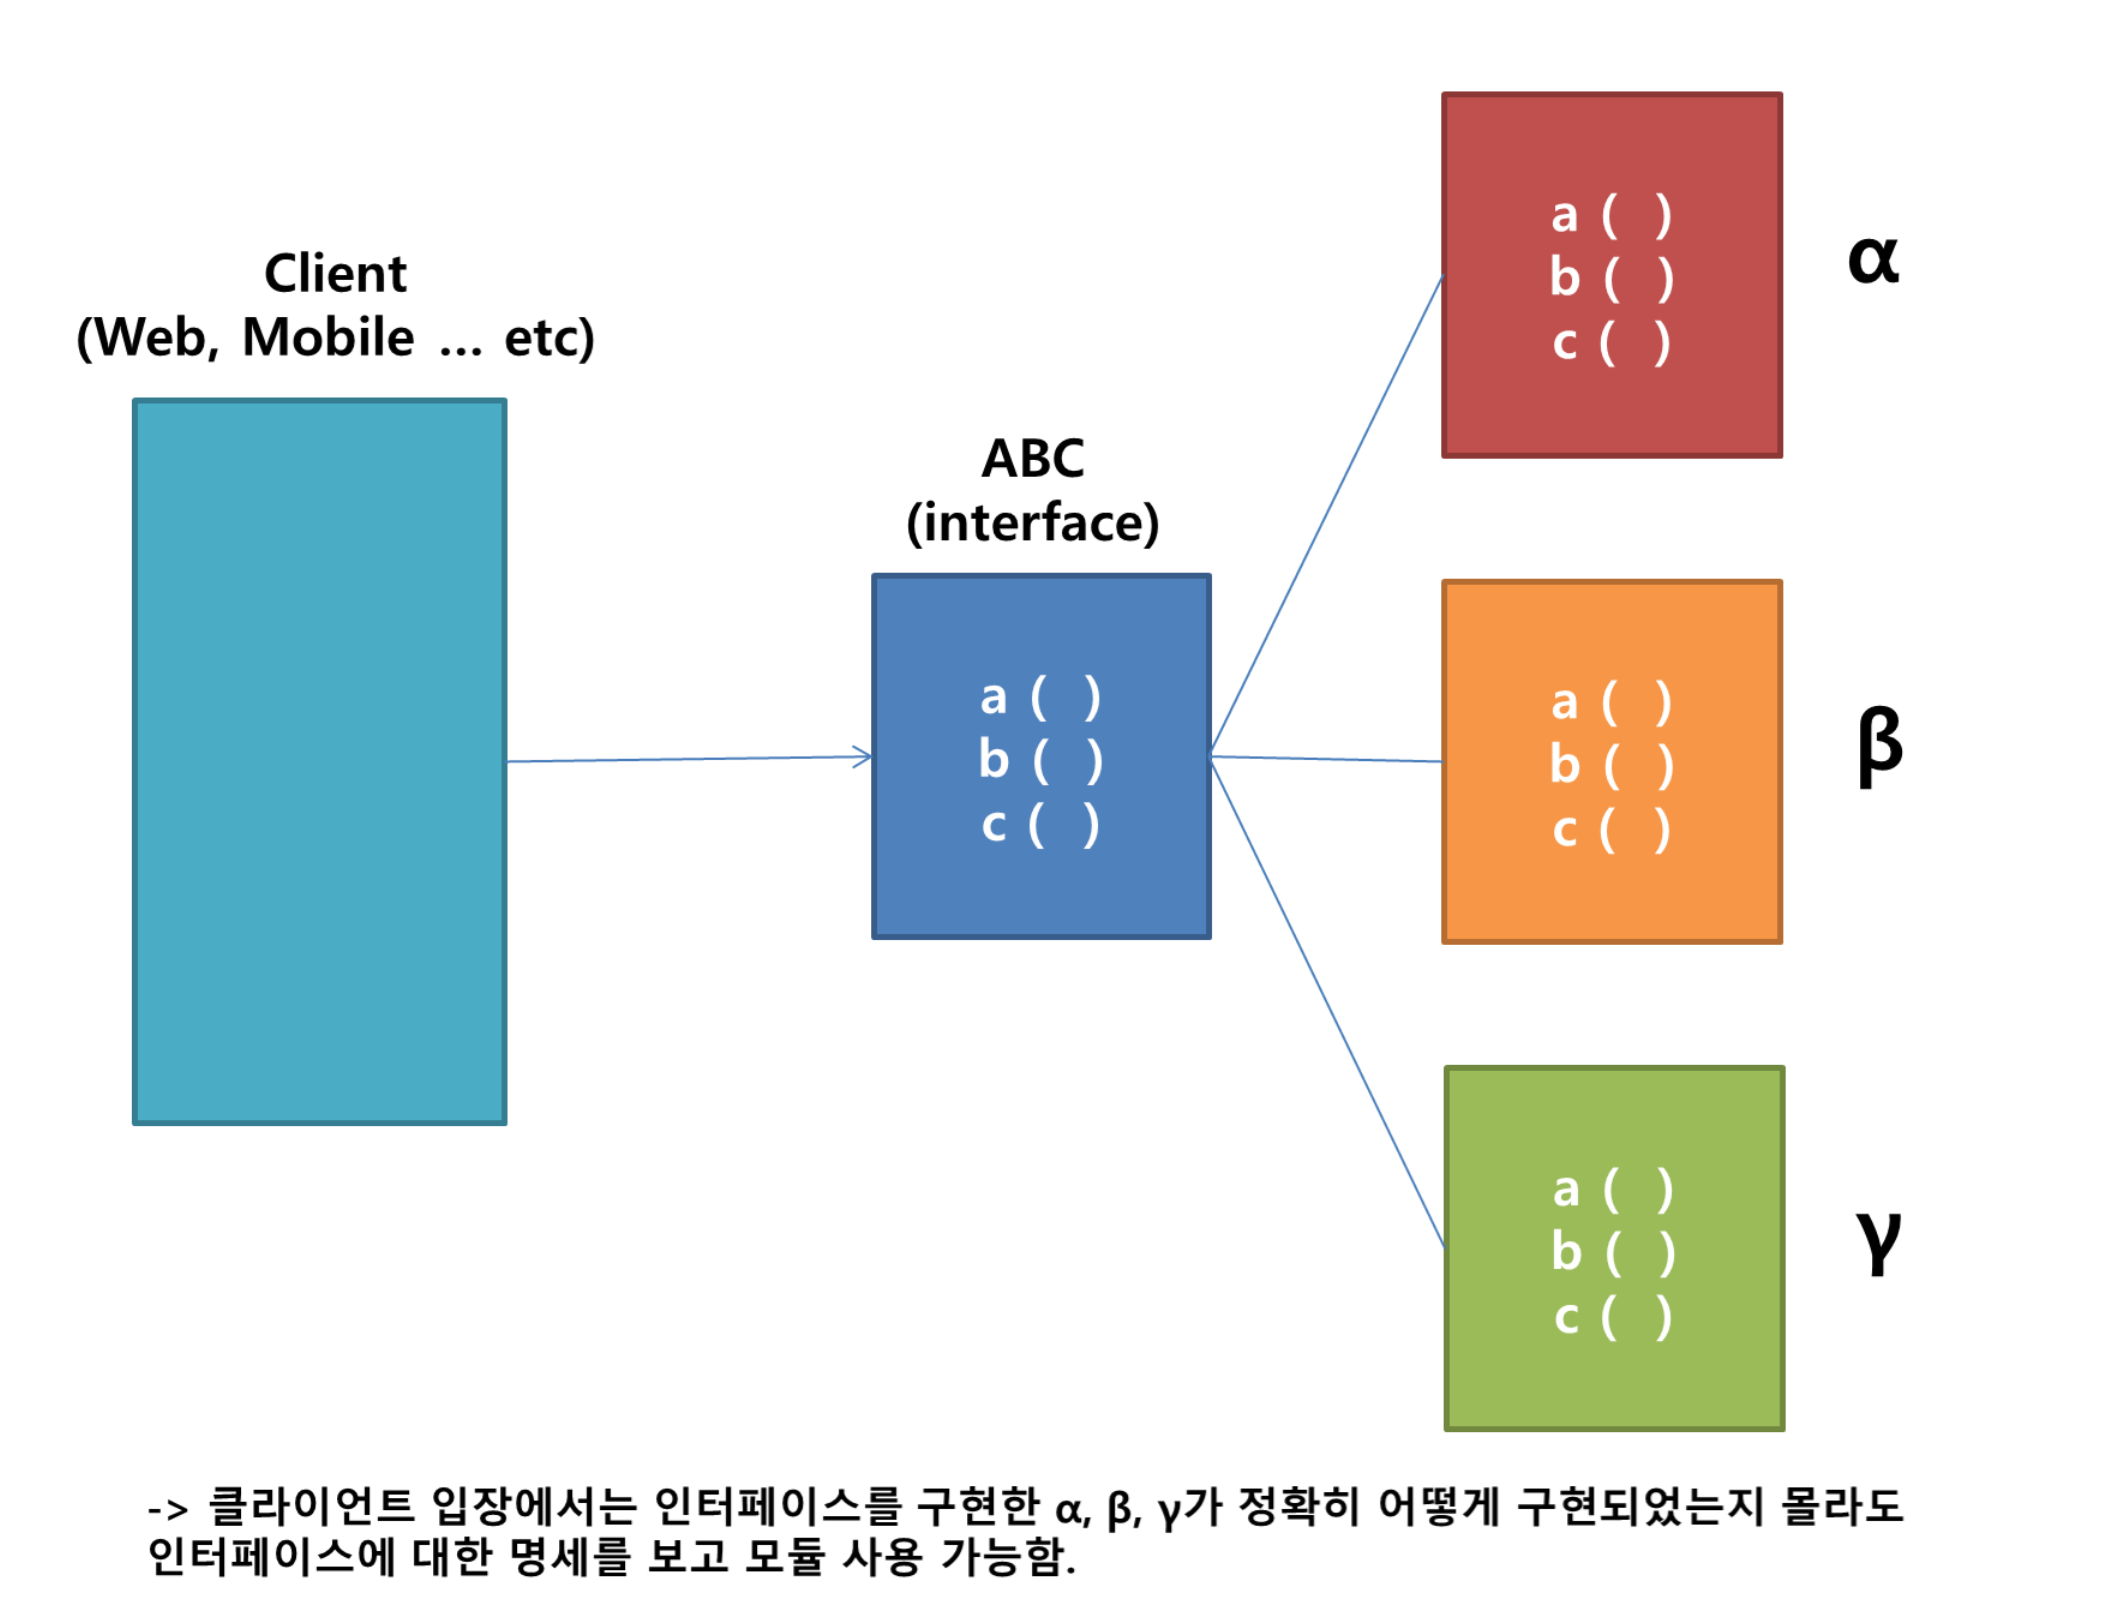 Client
(Web, Mobile ... etc)
ABC
(interface)
a ( )
b ( )
c ( )
a ( )
b ( )
c ( )
α
a ( )
b ( )
c ( )
β
a ( )
b ( )
c ( )
γ
-> 클라이언트 입장에서는 인터페이스를 구현한 α, β, γ가 정확히 어떻게 구현되었는지 몰라도
인터페이스에 대한 명세를 보고 모듈 사용 가능함.